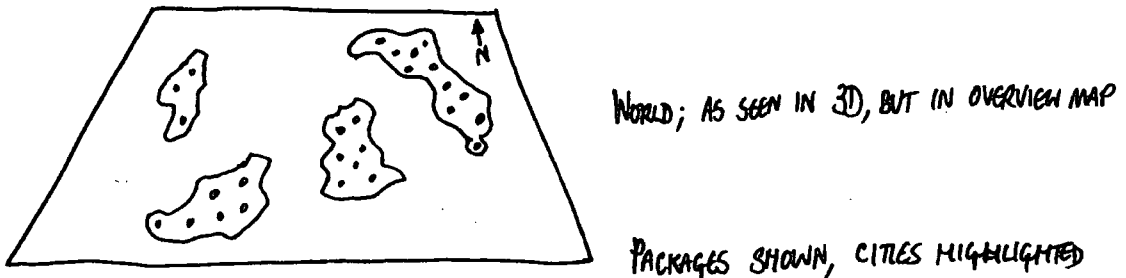 N
WORLD; AS SEEN IN 3D, BUT IN OVERVIEW MAP
PACKAGES SHOWN, CITIES HIGHLIGHTED